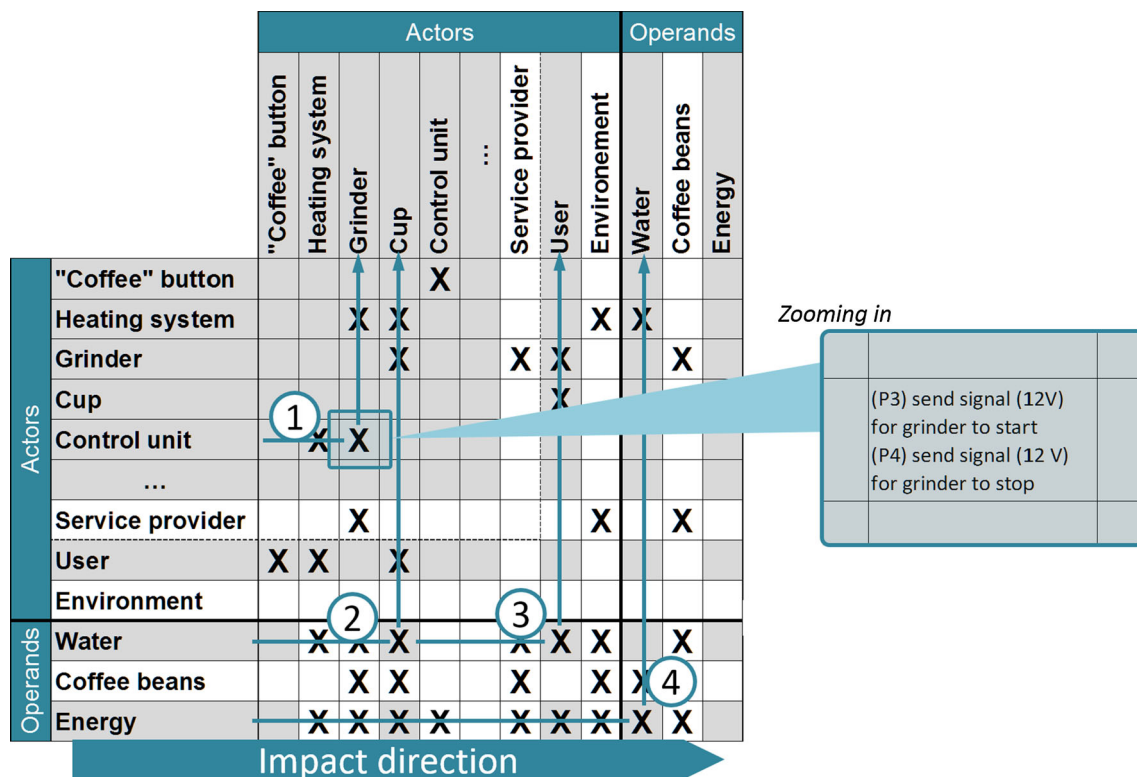 Actors
Operands
"Coffee" button
Heating system
Grinder
Cup
Control unit
...
Service provider
User
Environement
Water
Coffee beans
Energy
Actors
"Coffee" button X
Heating system X X X X
Grinder X X X X
Cup X
1
Control unit X X
...
Service provider X X X
User X X X
Environment
2
3
Operands
Water X X X X X X X
Coffee beans X X X X X
4
Energy X X X X X X X X X
Impact direction
Zooming in
(P3) send signal (12V)
for grinder to start
(P4) send signal (12 V)
for grinder to stop